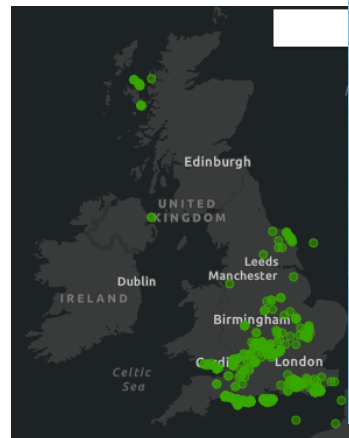 Edinburgh
UNITED
KINGDOM
Leeds
Manchester
Dublin
IRELAND
Birmingham
Celtic
Sea
London